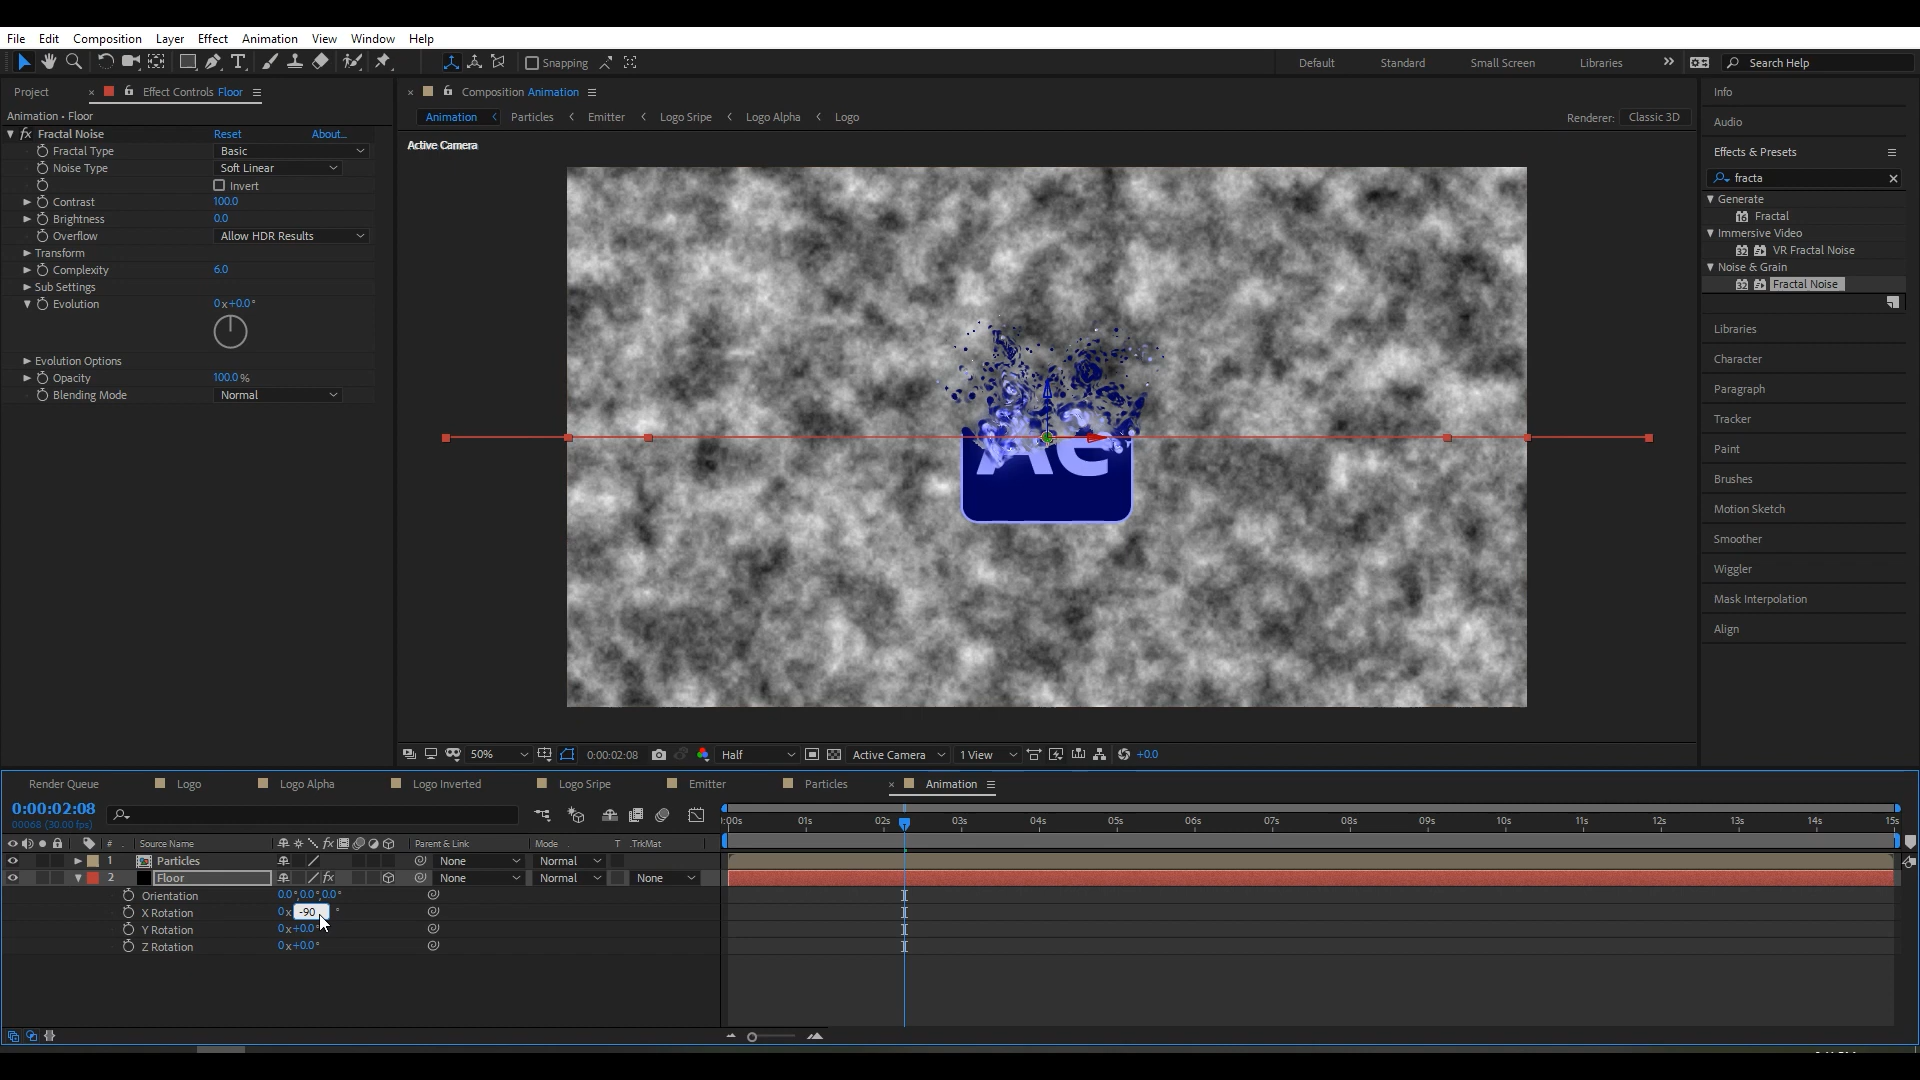 File Edit Composition Layer Effect Animation View Window Help
Snapping Default Standard Small Screen Libraries » Search Help
Project × Effect Controls Floor
Animation • Floor
fx Fractal Noise Reset About...
Fractal Type Basic
Noise Type Soft Linear
Invert
Contrast 100.0
Brightness 0.0
Overflow Allow HDR Results
Transform
Complexity 6.0
Sub Settings
Evolution 0x+0.0°
Evolution Options
Opacity 100.0%
Blending Mode Normal
× Composition Animation
Animation < Particles < Emitter < Logo Sripe < Logo Alpha < Logo
Renderer: Classic 3D
Active Camera
Ae
50% 0:00:02:08 Half Active Camera 1 View +0.0
Info
Audio
Effects & Presets
fracta ×
Generate
16 Fractal
Immersive Video
32 VR Fractal Noise
Noise & Grain
32 Fractal Noise
Libraries
Character
Paragraph
Tracker
Paint
Brushes
Motion Sketch
Smoother
Wiggler
Mask Interpolation
Align
Render Queue Logo Logo Alpha Logo Inverted Logo Sripe Emitter Particles × Animation
0:00:02:08
00068 (30.00 fps)
):00s 01s 02s 03s 04s 05s 06s 07s 08s 09s 10s 11s 12s 13s 14s 15s
# Source Name fx Parent & Link Mode T .TrkMat
1 Particles None Normal
2 Floor fx None Normal None
Orientation 0.0°,0.0°,0.0°
X Rotation 0x -90 °
Y Rotation 0x+0.0°
Z Rotation 0x+0.0°